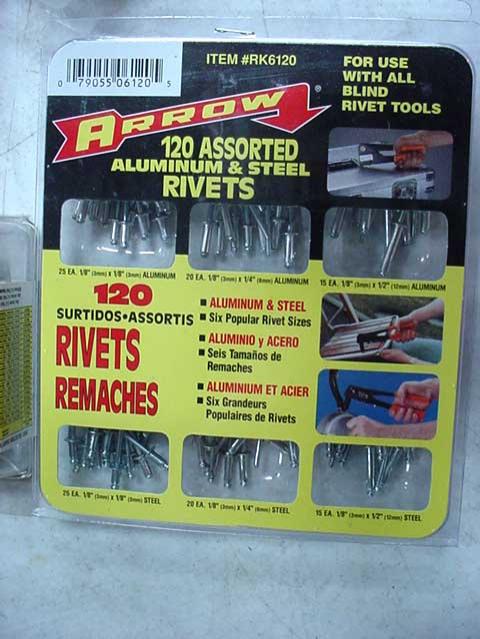 ITEM #RK6120
0 79055 06120 5
FOR USE
WITH ALL
BLIND
RIVET TOOLS
ARROW®
120 ASSORTED
ALUMINUM & STEEL
RIVETS
25 EA. 1/8" (3mm) x 1/8" (3mm) ALUMINUM
20 EA. 1/8" (3mm) x 1/4" (6mm) ALUMINUM
15 EA. 1/8" (3mm) x 1/2" (12mm) ALUMINUM
120
SURTIDOS•ASSORTIS
RIVETS
REMACHES
■ ALUMINUM & STEEL
■ Six Popular Rivet Sizes
■ ALUMINIO y ACERO
■ Seis Tamaños de
Remaches
■ ALUMINIUM ET ACIER
■ Six Grandeurs
Populaires de Rivets
25 EA. 1/8" (3mm) x 1/8" (3mm) STEEL
20 EA. 1/8" (3mm) x 1/4" (6mm) STEEL
15 EA. 1/8" (3mm) x 1/2" (12mm) STEEL